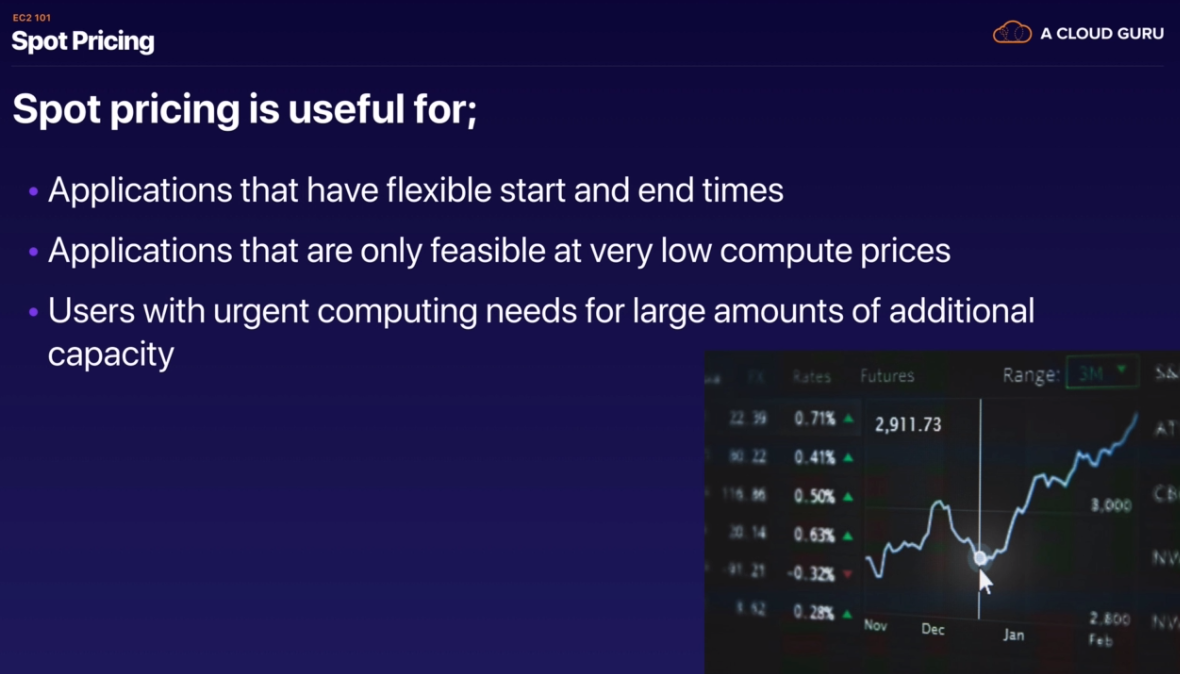 EC2 101
Spot Pricing
A CLOUD GURU
Spot pricing is useful for;
• Applications that have flexible start and end times
• Applications that are only feasible at very low compute prices
• Users with urgent computing needs for large amounts of additional
capacity
Rates Futures Range: 3M
22.39 0.71% 2,911.73
80.22 0.41%
116.86 0.50% 3,000
20.14 0.63%
-0.32%
0.28% 2,800
Nov Dec Jan Feb